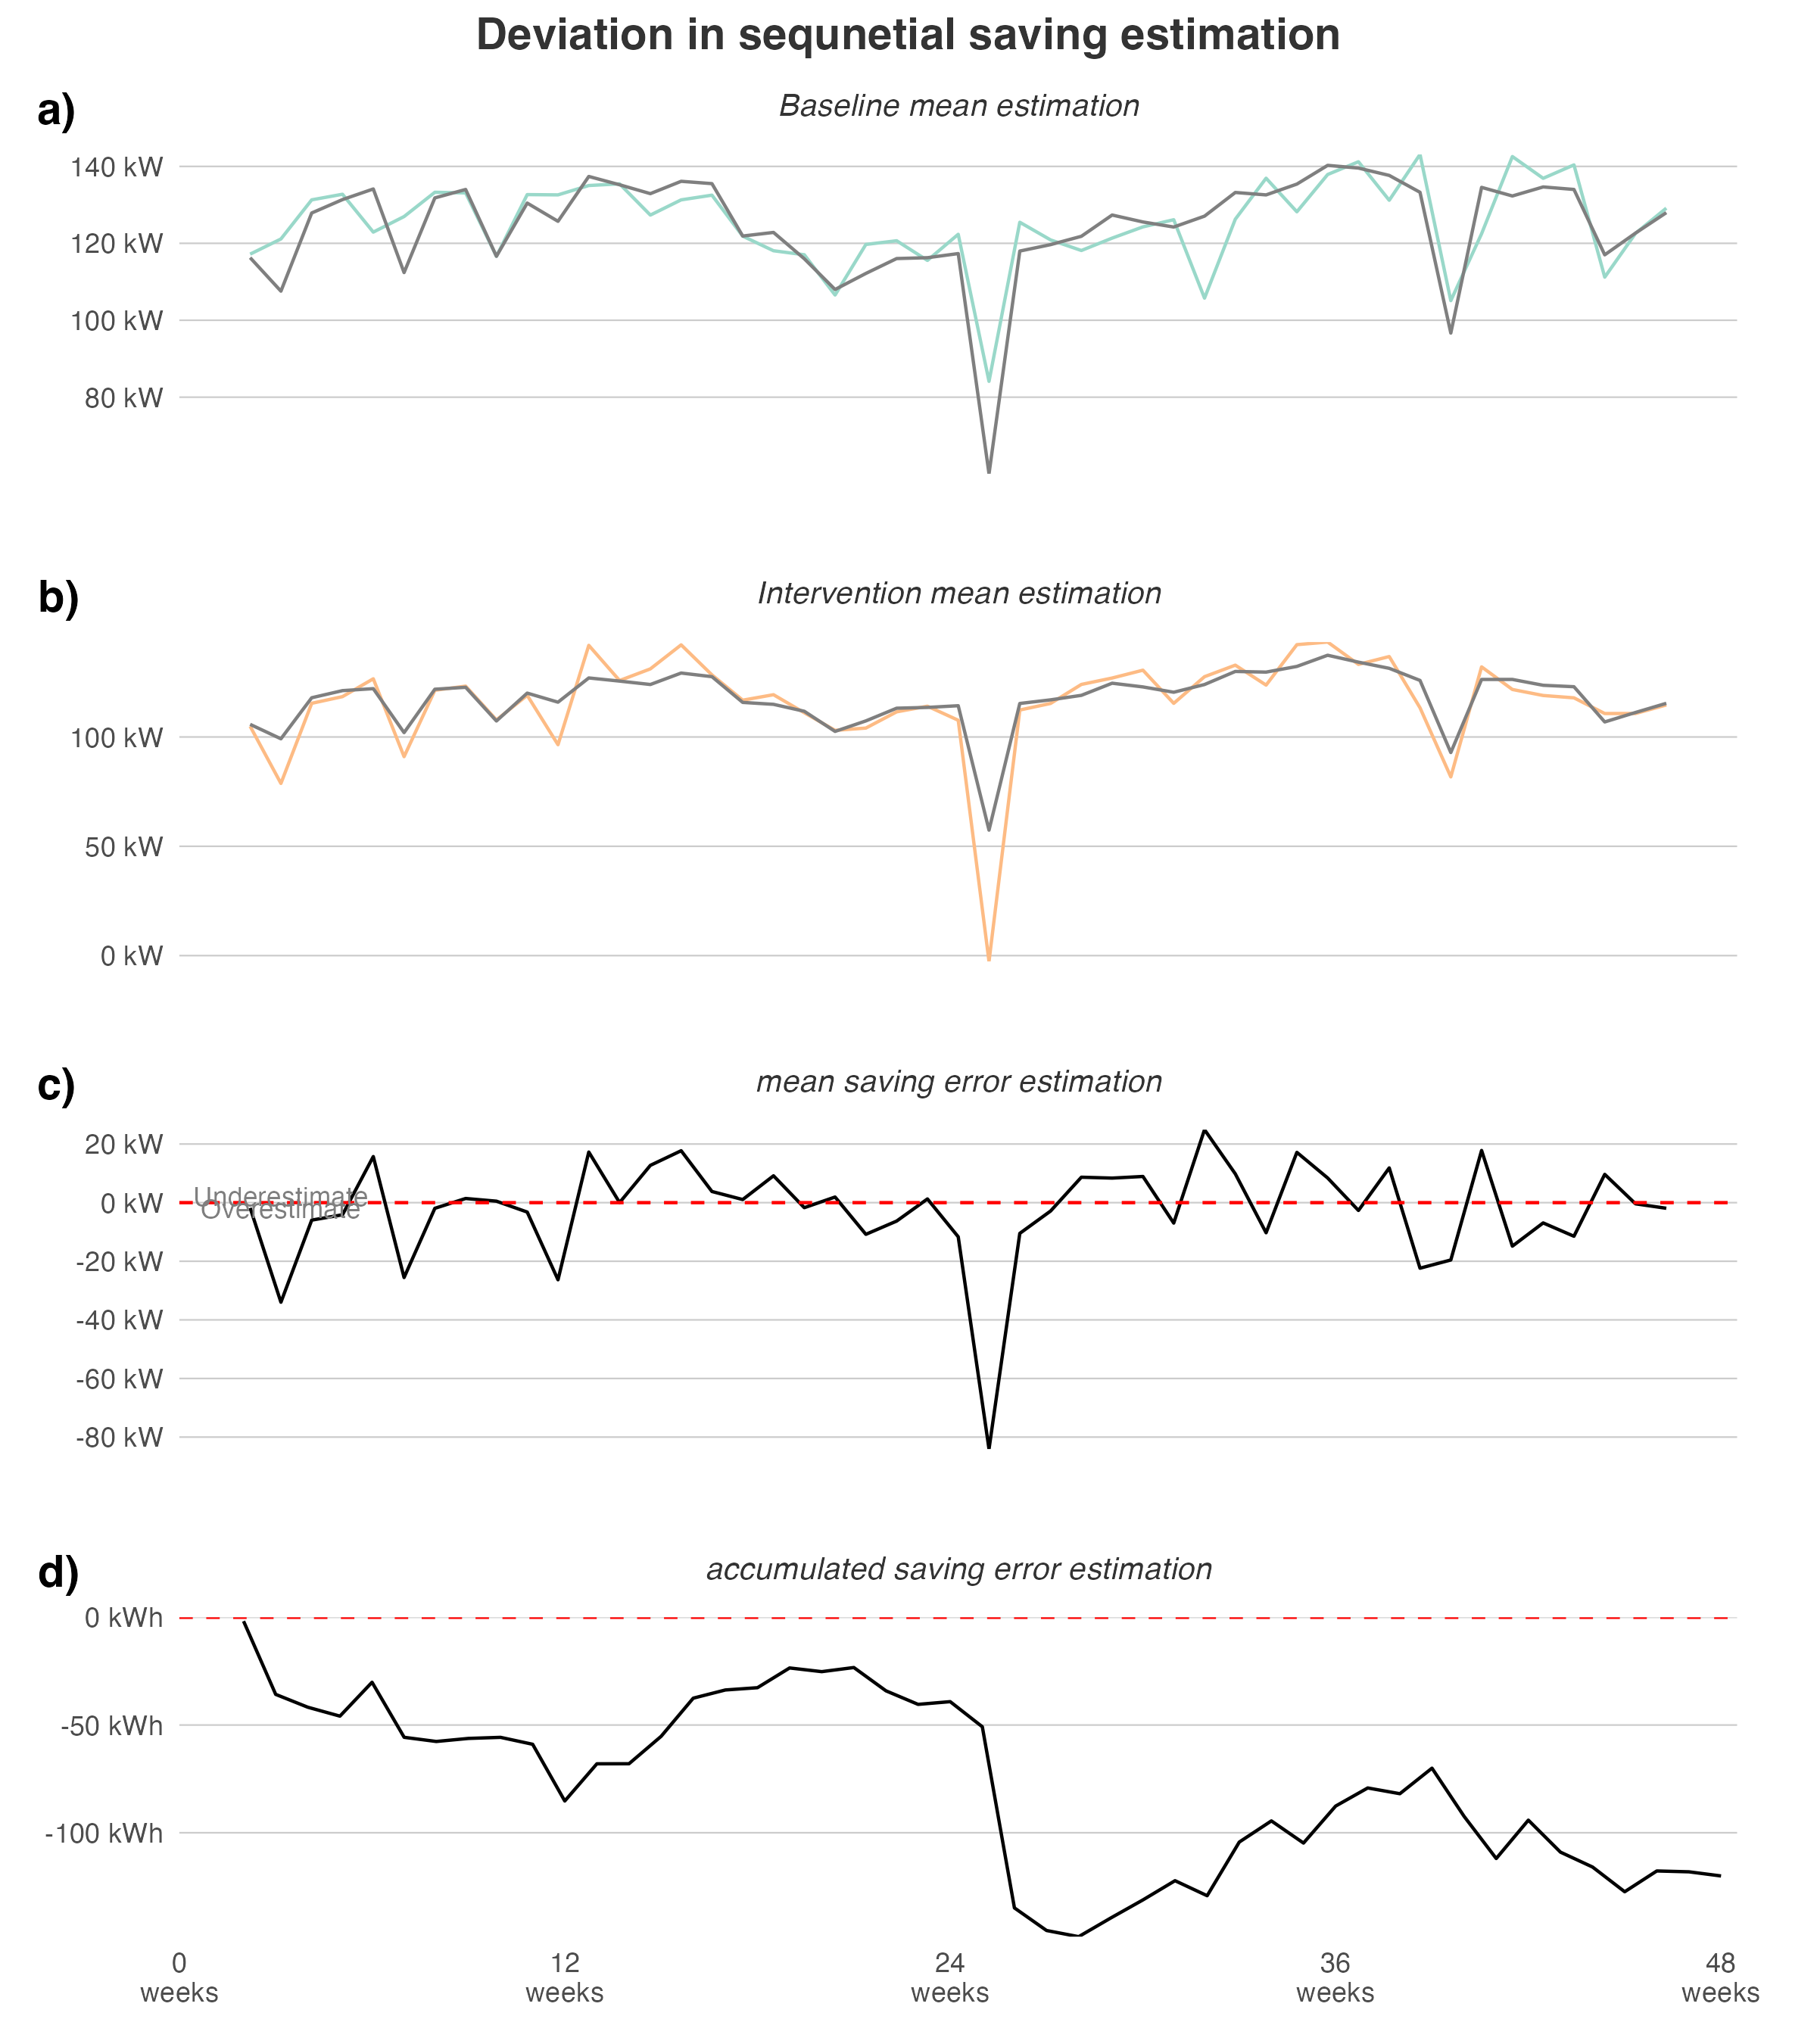 Deviation in sequnetial saving estimation
a)
Baseline mean estimation
140 kW
120 kW
100 kW
80 kW
b)
Intervention mean estimation
100 kW
50 kW
0 kW
c)
mean saving error estimation
20 kW
0 kW
Underestimate
Overestimate
-20 kW
-40 kW
-60 kW
-80 kW
d)
accumulated saving error estimation
0 kWh
-50 kWh
-100 kWh
0
weeks
12
weeks
24
weeks
36
weeks
48
weeks